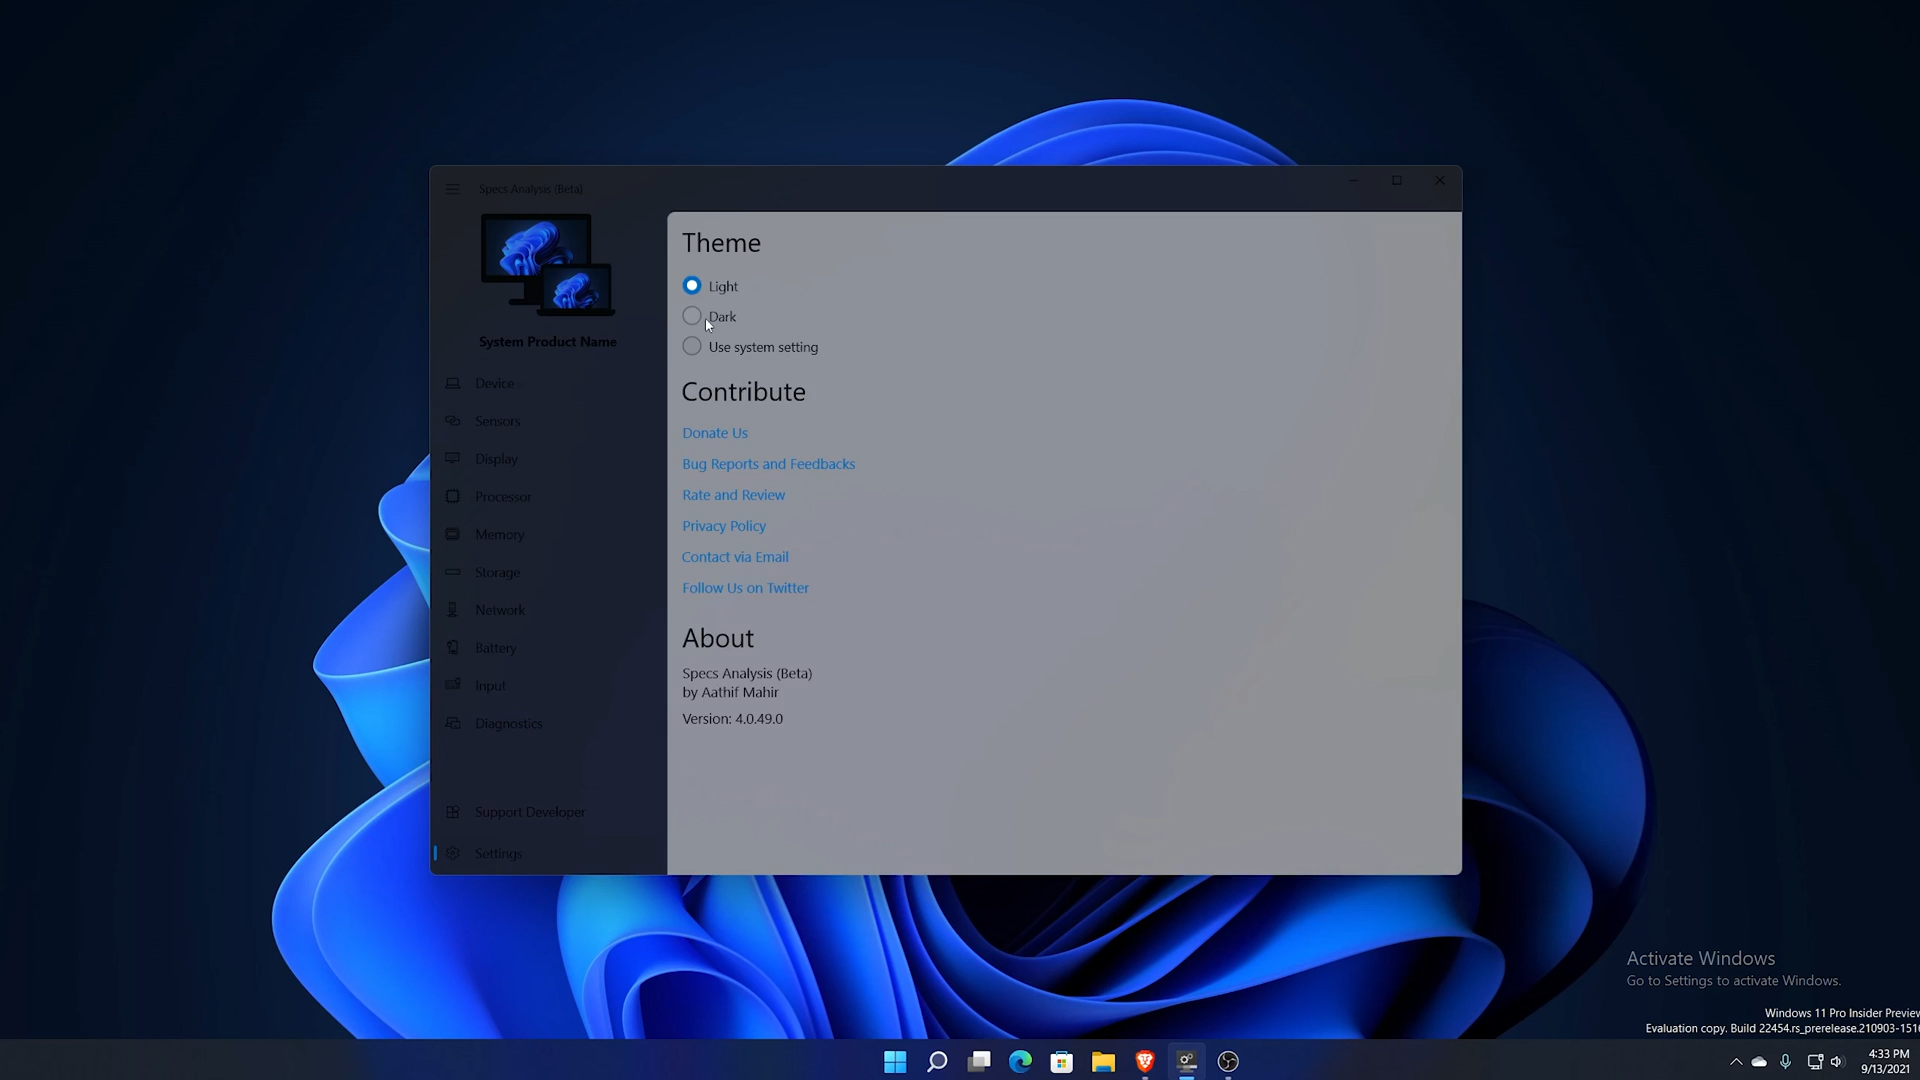 Specs Analysis (Beta)
System Product Name
Device
Sensors
Display
Processor
Memory
Storage
Network
Battery
Input
Diagnostics
Support Developer
Settings
Theme
Light
Dark
Use system setting
Contribute
Donate Us
Bug Reports and Feedbacks
Rate and Review
Privacy Policy
Contact via Email
Follow Us on Twitter
About
Specs Analysis (Beta)
by Aathif Mahir
Version: 4.0.49.0
Activate Windows
Go to Settings to activate Windows.
Windows 11 Pro Insider Preview
Evaluation copy. Build 22454.rs_prerelease.210903-151
4:33 PM
9/13/2021